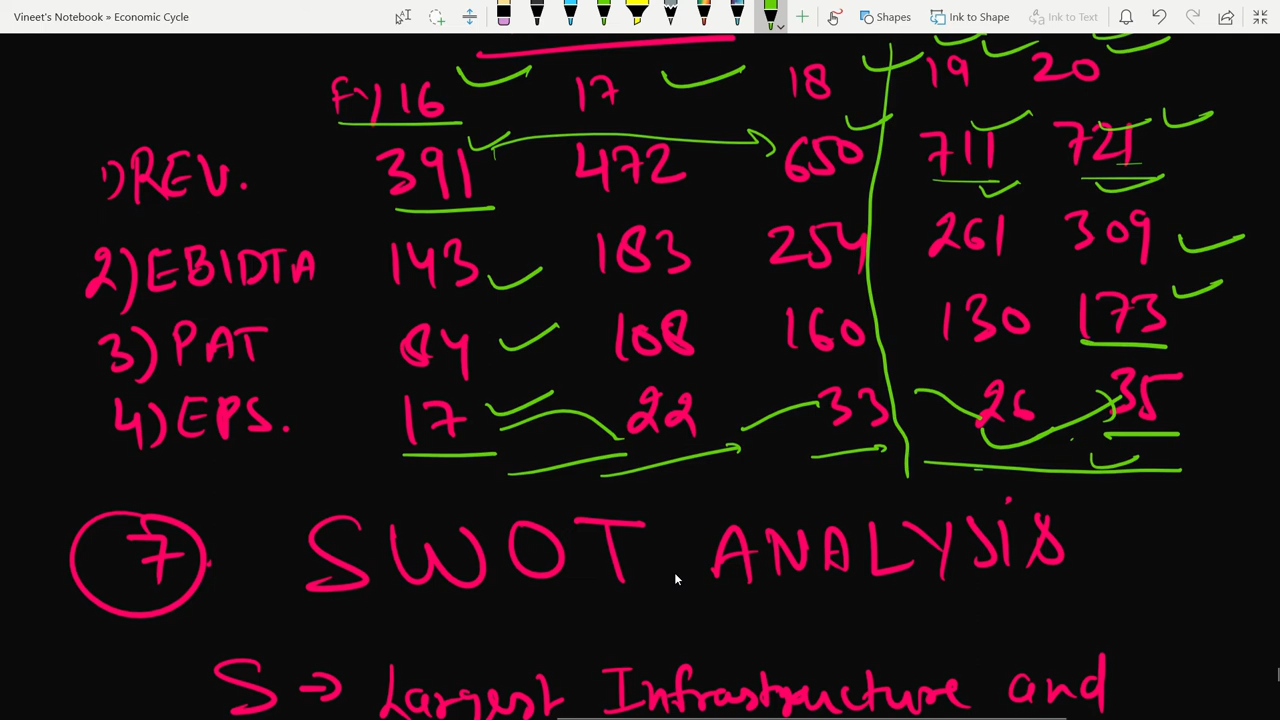 Vineet's Notebook » Economic Cycle
Shapes
Ink to Shape
Ink to Text
Fy 16 17 18 19 20
1) REV. 391 472 650 711 721
2) EBIDTA 143 183 254 261 309
3) PAT 84 108 160 130 173
4) EPS. 17 22 33 26 35
7 SWOT ANALYSiS
S → Largest Infrastructure and